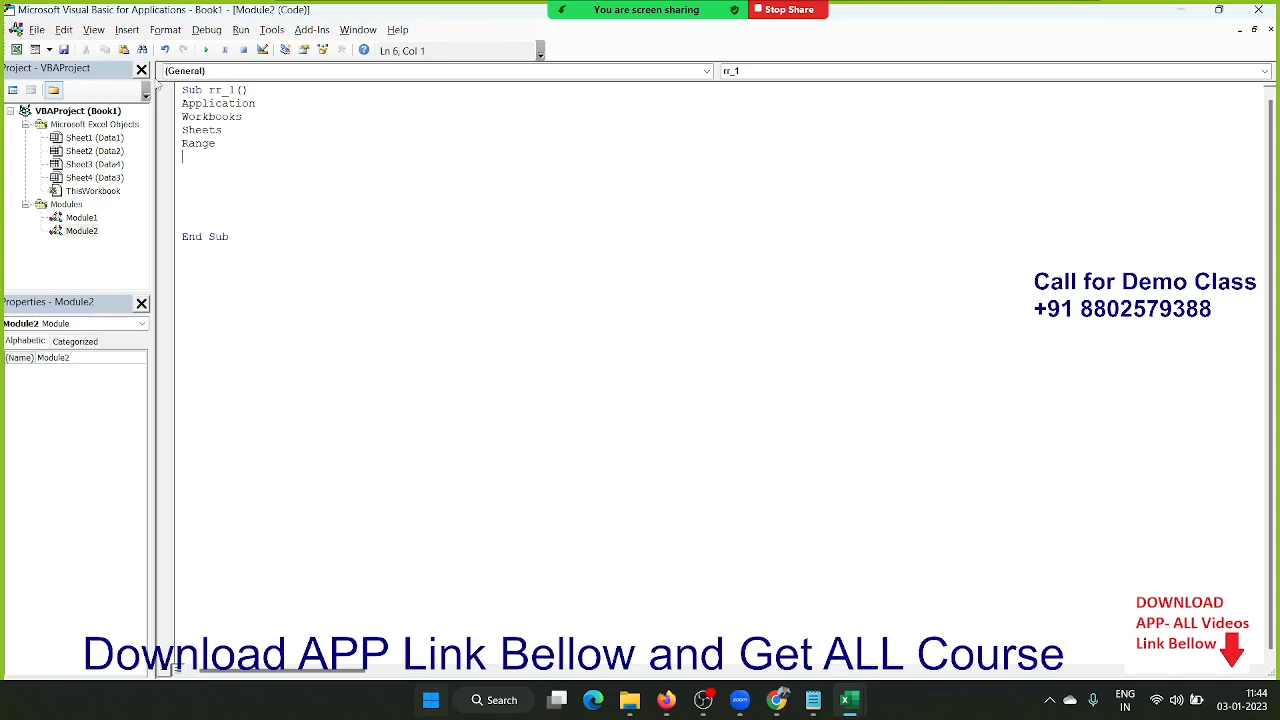 Microsoft Visual Basic for Applications - Book1 - [Module2 (Code)]
You are screen sharing
Stop Share
File Edit View Insert Format Debug Run Tools Add-Ins Window Help
Ln 6, Col 1
Project - VBAProject
(General)
rr_1
VBAProject (Book1)
Microsoft Excel Objects
Sheet1 (Data1)
Sheet2 (Data2)
Sheet3 (Data4)
Sheet4 (Data3)
ThisWorkbook
Modules
Module1
Module2
Sub rr_1()
Application
Workbooks
Sheets
Range
End Sub
Properties - Module2
Module2 Module
Alphabetic Categorized
(Name) Module2
Call for Demo Class
+91 8802579388
DOWNLOAD
APP- ALL Videos
Link Bellow
Download APP Link Bellow and Get ALL Course
Search
zoom
ENG
IN
11:44
03-01-2023